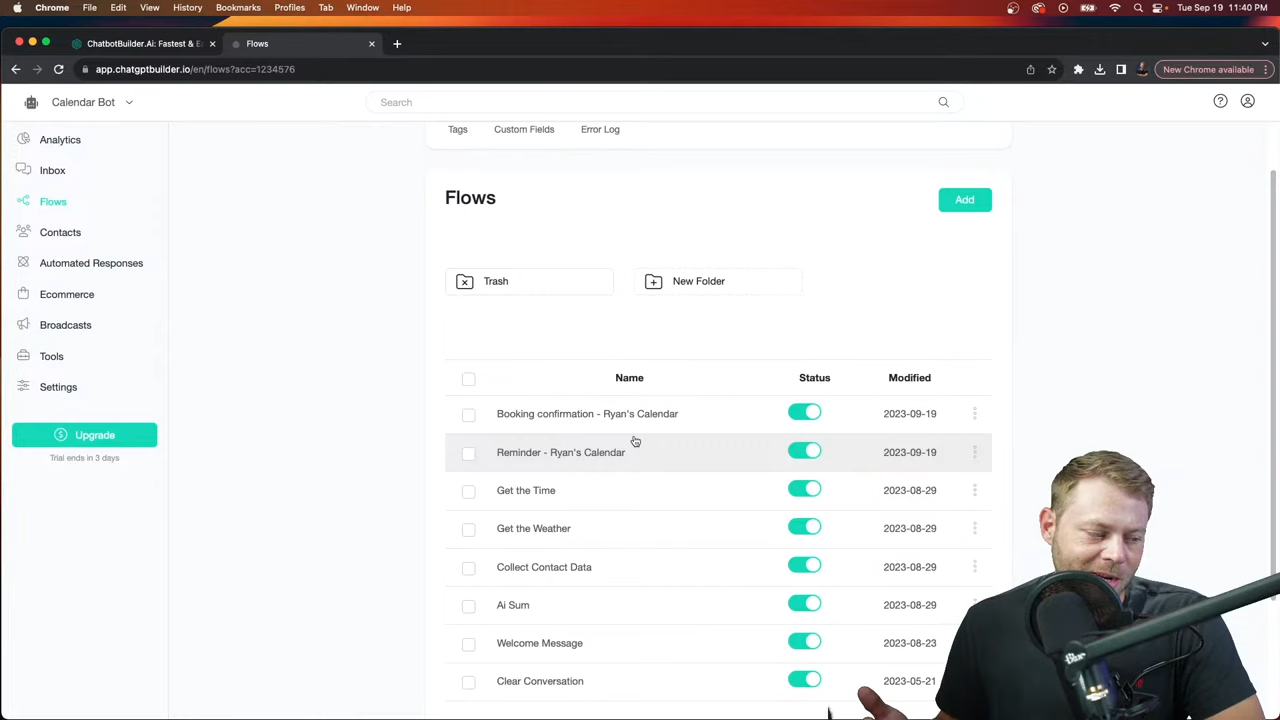 Chrome File Edit View History Bookmarks Profiles Tab Window Help Tue Sep 19 11:40 PM
ChatbotBuilder.Ai: Fastest & E Flows
app.chatgptbuilder.io/en/flows?acc=1234576 New Chrome available
Calendar Bot Search
Analytics
Inbox
Flows
Contacts
Automated Responses
Ecommerce
Broadcasts
Tools
Settings
Upgrade
Trial ends in 3 days
Tags Custom Fields Error Log
Flows Add
Trash New Folder
Name Status Modified
Booking confirmation - Ryan's Calendar 2023-09-19
Reminder - Ryan's Calendar 2023-09-19
Get the Time 2023-08-29
Get the Weather 2023-08-29
Collect Contact Data 2023-08-29
Ai Sum 2023-08-29
Welcome Message 2023-08-23
Clear Conversation 2023-05-21
Blue